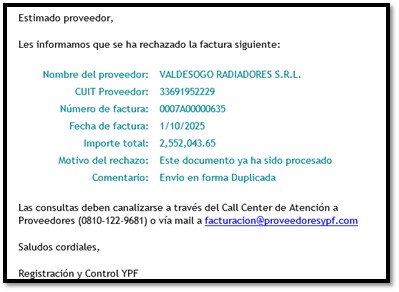 Estimado proveedor,
Les informamos que se ha rechazado la factura siguiente:
Nombre del proveedor: VALDESOGO RADIADORES S.R.L.
CUIT Proveedor: 33691952229
Número de factura: 0007A00000635
Fecha de factura: 1/10/2025
Importe total: 2,552,043.65
Motivo del rechazo: Este documento ya ha sido procesado
Comentario: Envio en forma Duplicada
Las consultas deben canalizarse a través del Call Center de Atención a
Proveedores (0810-122-9681) o vía mail a facturacion@proveedoresypf.com
Saludos cordiales,
Registración y Control YPF